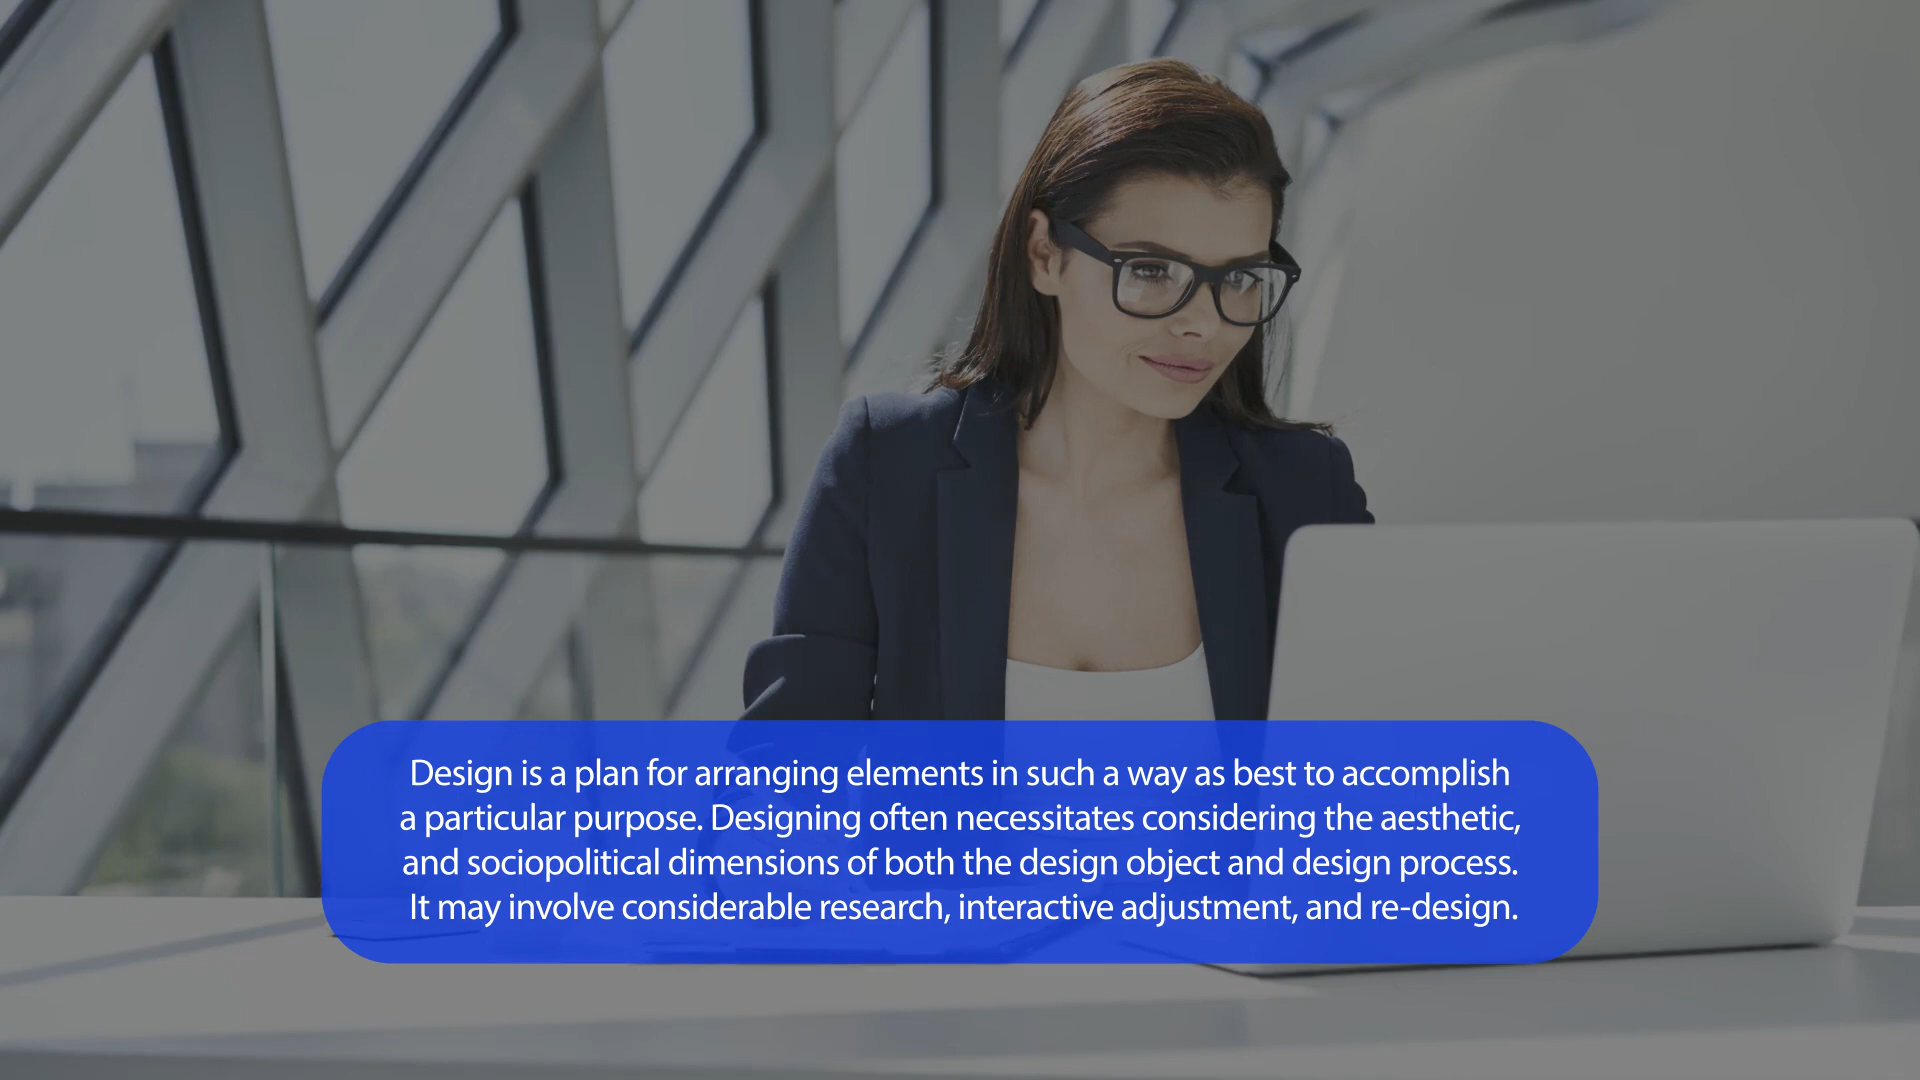 Design is a plan for arranging elements in such a way as best to accomplish
a particular purpose. Designing often necessitates considering the aesthetic,
and sociopolitical dimensions of both the design object and design process.
It may involve considerable research, interactive adjustment, and re-design.